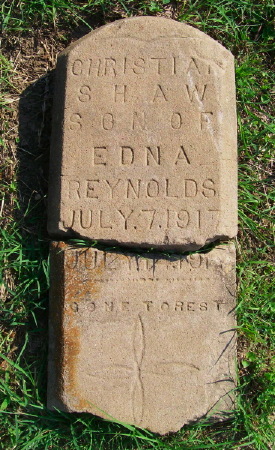 CHRISTIAN
SHAW
SON OF
EDNA
REYNOLDS
JULY.7.1917
GONE TO REST